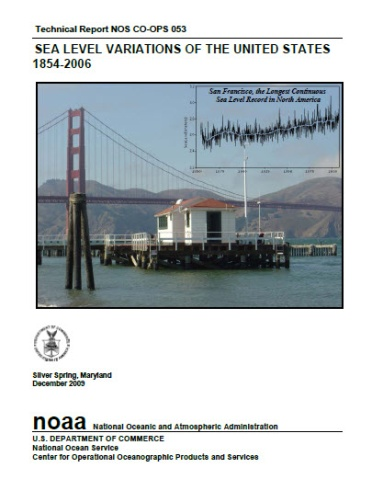 Technical Report NOS CO-OPS 053
SEA LEVEL VARIATIONS OF THE UNITED STATES
1854-2006
San Francisco, the Longest Continuous
Sea Level Record in North America
Silver Spring, Maryland
December 2009
noaa National Oceanic and Atmospheric Administration
U.S. DEPARTMENT OF COMMERCE
National Ocean Service
Center for Operational Oceanographic Products and Services